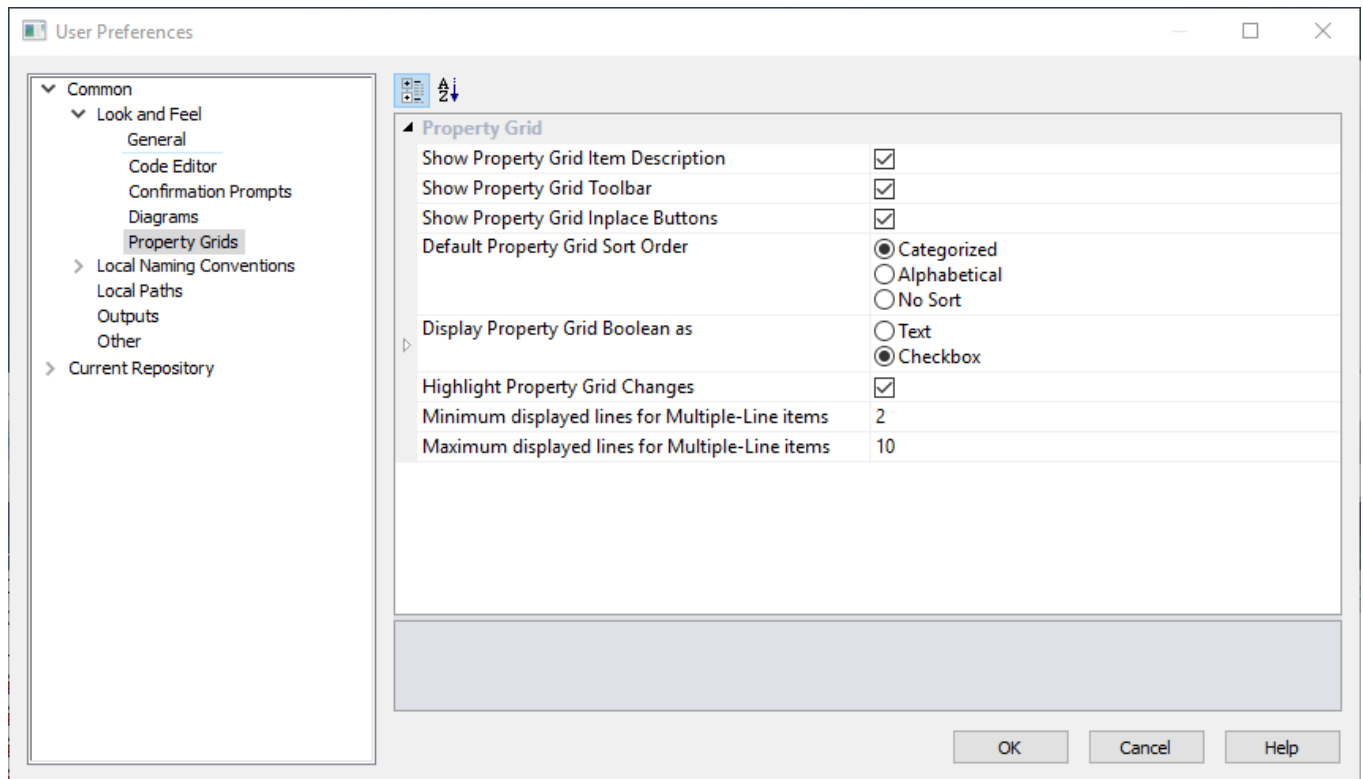 User Preferences
Common
Look and Feel
General
Code Editor
Confirmation Prompts
Diagrams
Property Grids
Local Naming Conventions
Local Paths
Outputs
Other
Current Repository
Property Grid
Show Property Grid Item Description
Show Property Grid Toolbar
Show Property Grid Inplace Buttons
Default Property Grid Sort Order
Categorized
Alphabetical
No Sort
Display Property Grid Boolean as
Text
Checkbox
Highlight Property Grid Changes
Minimum displayed lines for Multiple-Line items 2
Maximum displayed lines for Multiple-Line items 10
OK Cancel Help